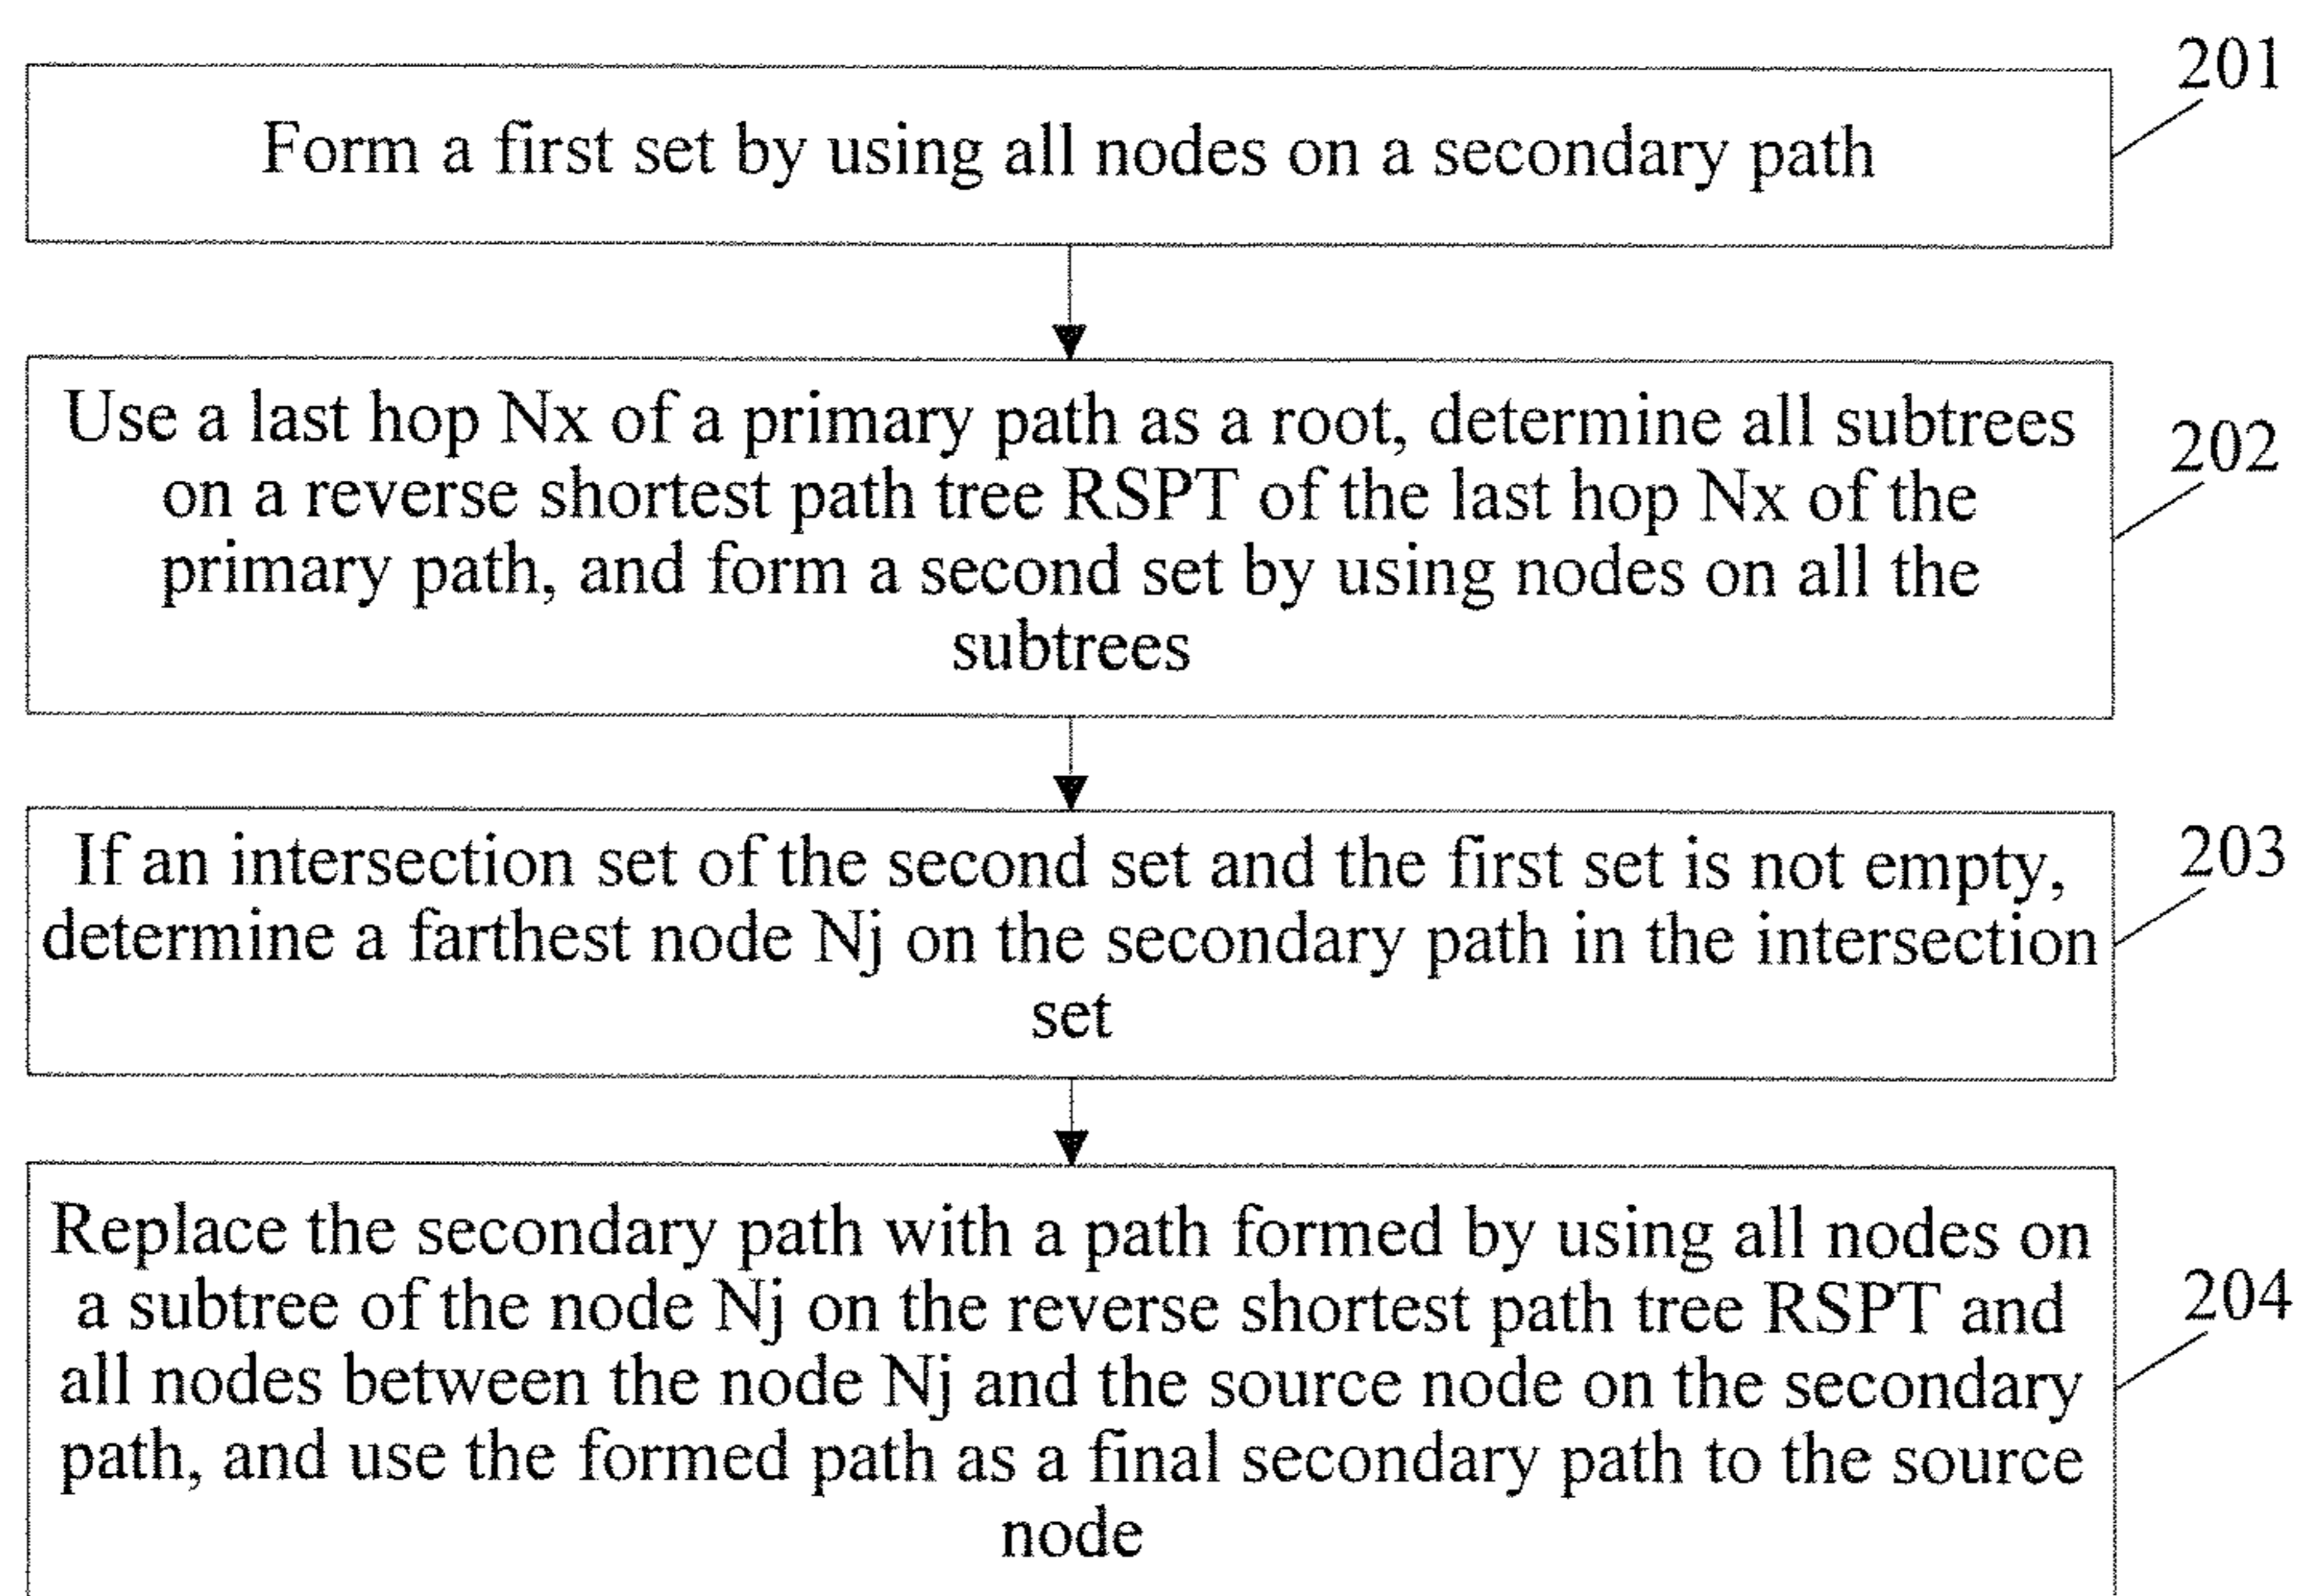 201
Form a first set by using all nodes on a secondary path
Use a last hop Nx of a primary path as a root, determine all subtrees
on a reverse shortest path tree RSPT of the last hop Nx of the
primary path, and form a second set by using nodes on all the
subtrees
202
If an intersection set of the second set and the first set is not empty,
determine a farthest node Nj on the secondary path in the intersection
set
203
Replace the secondary path with a path formed by using all nodes on
a subtree of the node Nj on the reverse shortest path tree RSPT and
all nodes between the node Nj and the source node on the secondary
path, and use the formed path as a final secondary path to the source
node
204